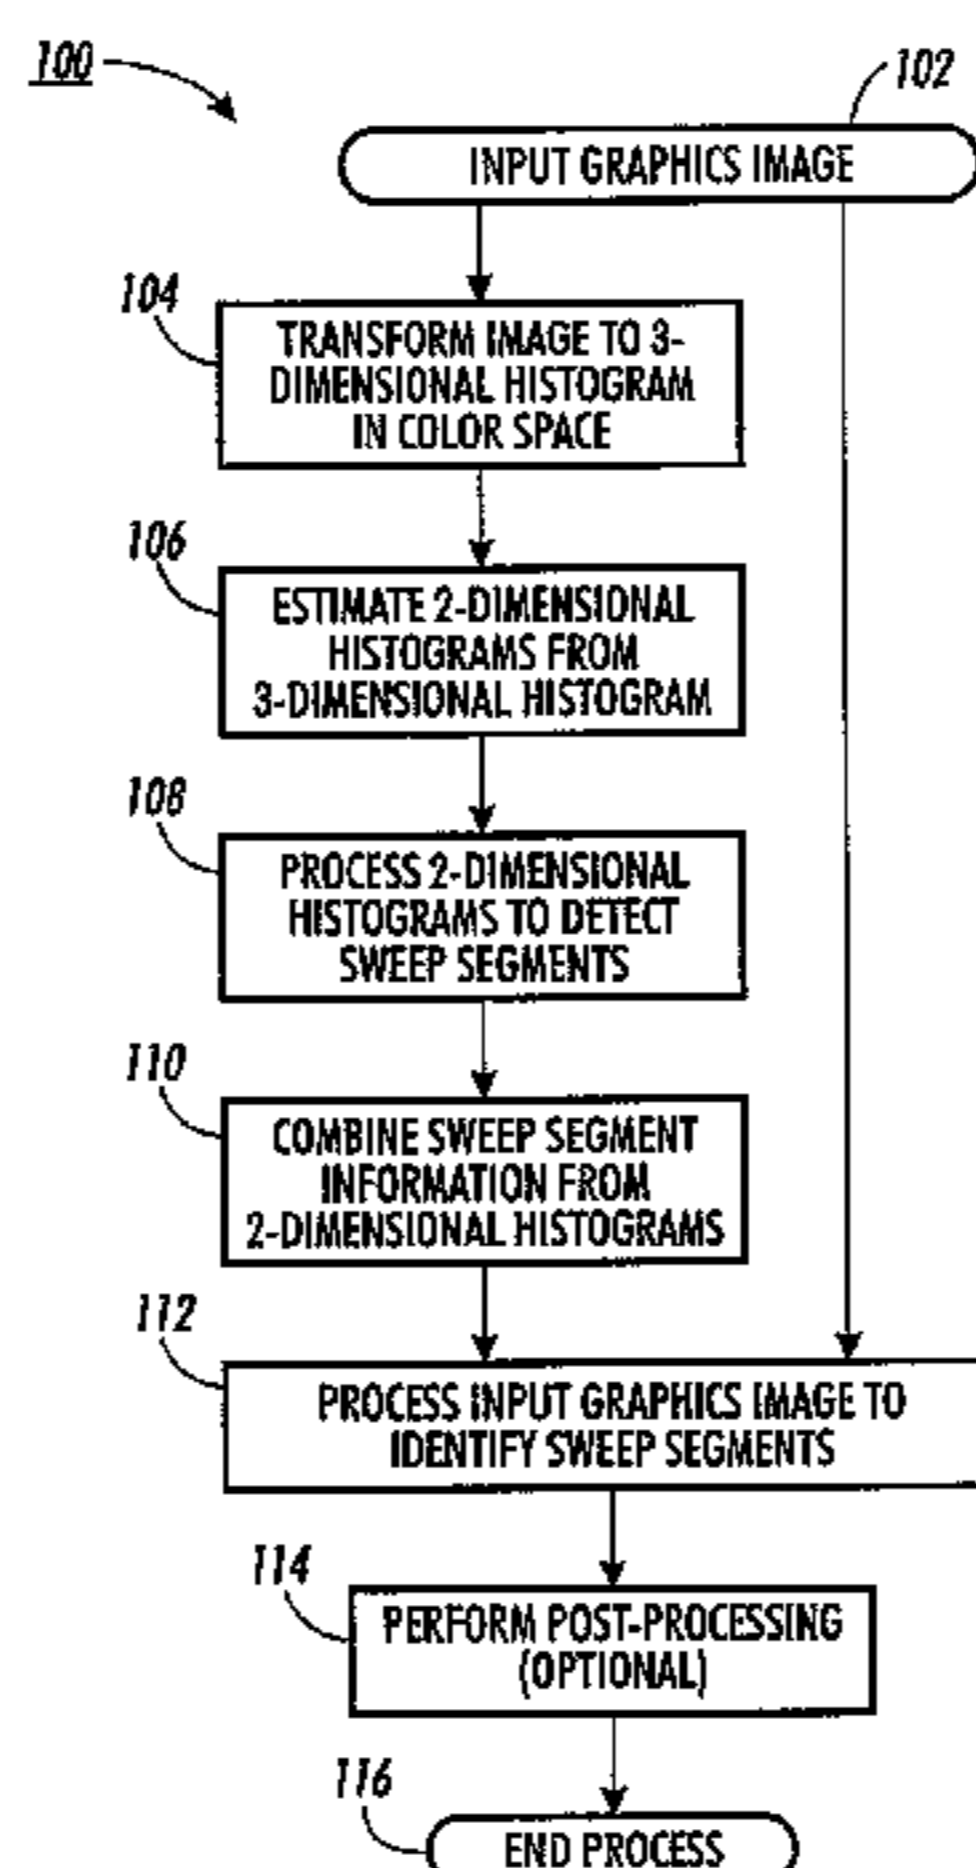 100
102
INPUT GRAPHICS IMAGE
104
TRANSFORM IMAGE TO 3-
DIMENSIONAL HISTOGRAM
IN COLOR SPACE
106
ESTIMATE 2-DIMENSIONAL
HISTOGRAMS FROM
3-DIMENSIONAL HISTOGRAM
108
PROCESS 2-DIMENSIONAL
HISTOGRAMS TO DETECT
SWEEP SEGMENTS
110
COMBINE SWEEP SEGMENT
INFORMATION FROM
2-DIMENSIONAL HISTOGRAMS
112
PROCESS INPUT GRAPHICS IMAGE TO
IDENTIFY SWEEP SEGMENTS
114
PERFORM POST-PROCESSING
(OPTIONAL)
116
END PROCESS